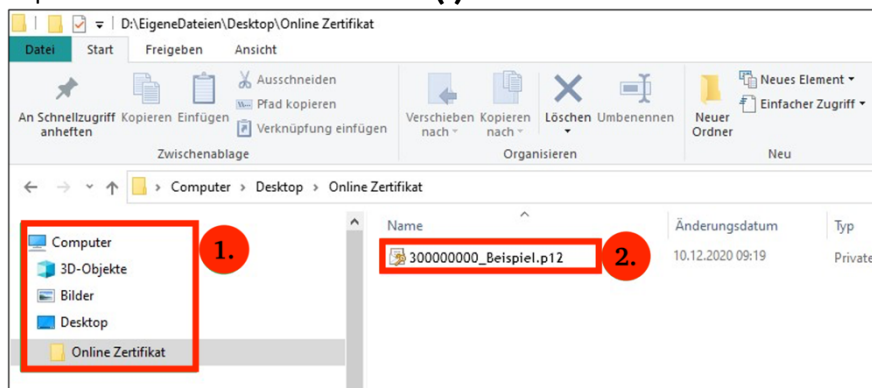 D:\EigeneDateien\Desktop\Online Zertifikat
Datei Start Freigeben Ansicht
An Schnellzugriff anheften
Kopieren
Einfügen
Ausschneiden
Pfad kopieren
Verknüpfung einfügen
Zwischenablage
Verschieben nach
Kopieren nach
Löschen
Umbenennen
Organisieren
Neuer Ordner
Neues Element
Einfacher Zugriff
Neu
Computer > Desktop > Online Zertifikat
Computer
3D-Objekte
Bilder
Desktop
Online Zertifikat
1.
Name Änderungsdatum Typ
300000000_Beispiel.p12 2. 10.12.2020 09:19 Private